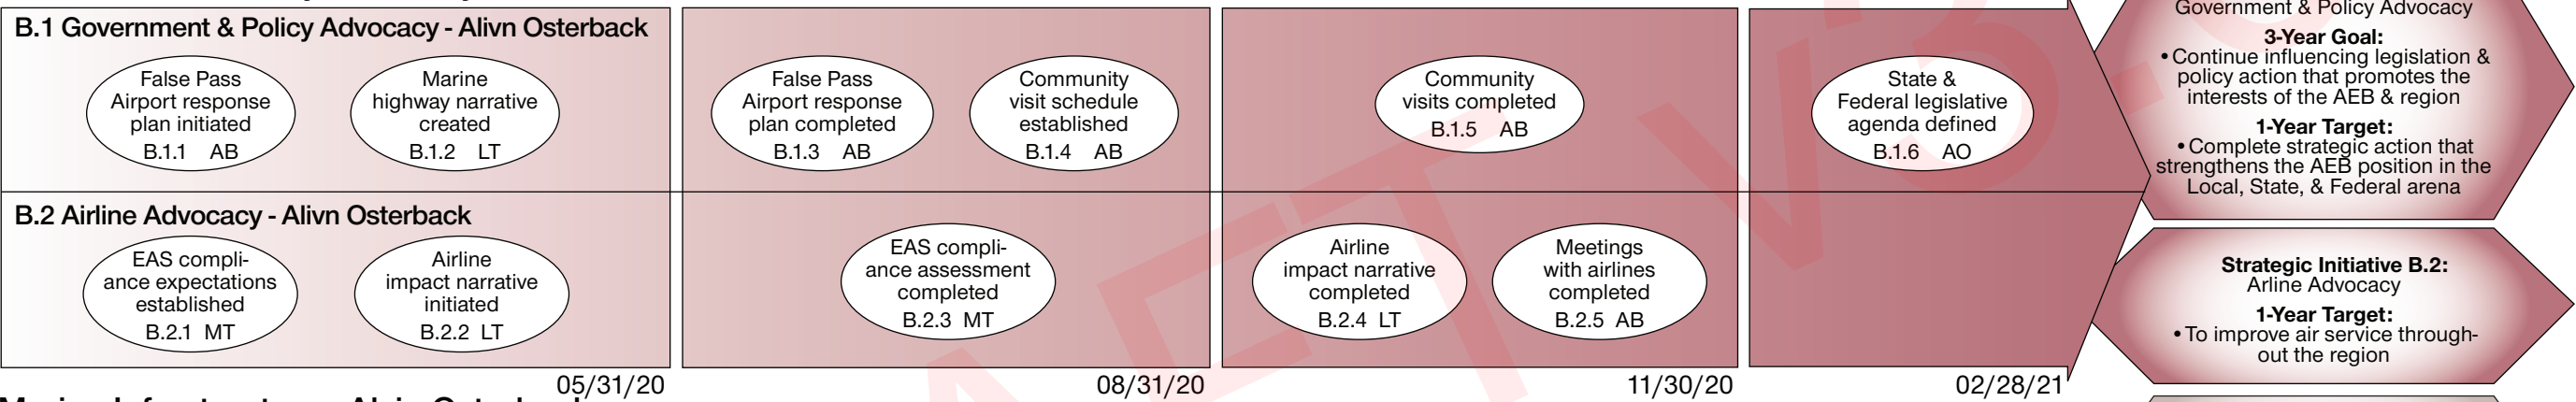 B.1 Government & Policy Advocacy - Alivn Osterback
False Pass
Airport response
plan initiated
B.1.1 AB
Marine
highway narrative
created
B.1.2 LT
False Pass
Airport response
plan completed
B.1.3 AB
Community
visit schedule
established
B.1.4 AB
Community
visits completed
B.1.5 AB
State &
Federal legislative
agenda defined
B.1.6 AO
Government & Policy Advocacy
3-Year Goal:
• Continue influencing legislation &
policy action that promotes the
interests of the AEB & region
1-Year Target:
• Complete strategic action that
strengthens the AEB position in the
Local, State, & Federal arena
B.2 Airline Advocacy - Alivn Osterback
EAS compli-
ance expectations
established
B.2.1 MT
Airline
impact narrative
initiated
B.2.2 LT
EAS compli-
ance assessment
completed
B.2.3 MT
Airline
impact narrative
completed
B.2.4 LT
Meetings
with airlines
completed
B.2.5 AB
Strategic Initiative B.2:
Arline Advocacy
1-Year Target:
• To improve air service through-
out the region
05/31/20
08/31/20
11/30/20
02/28/21